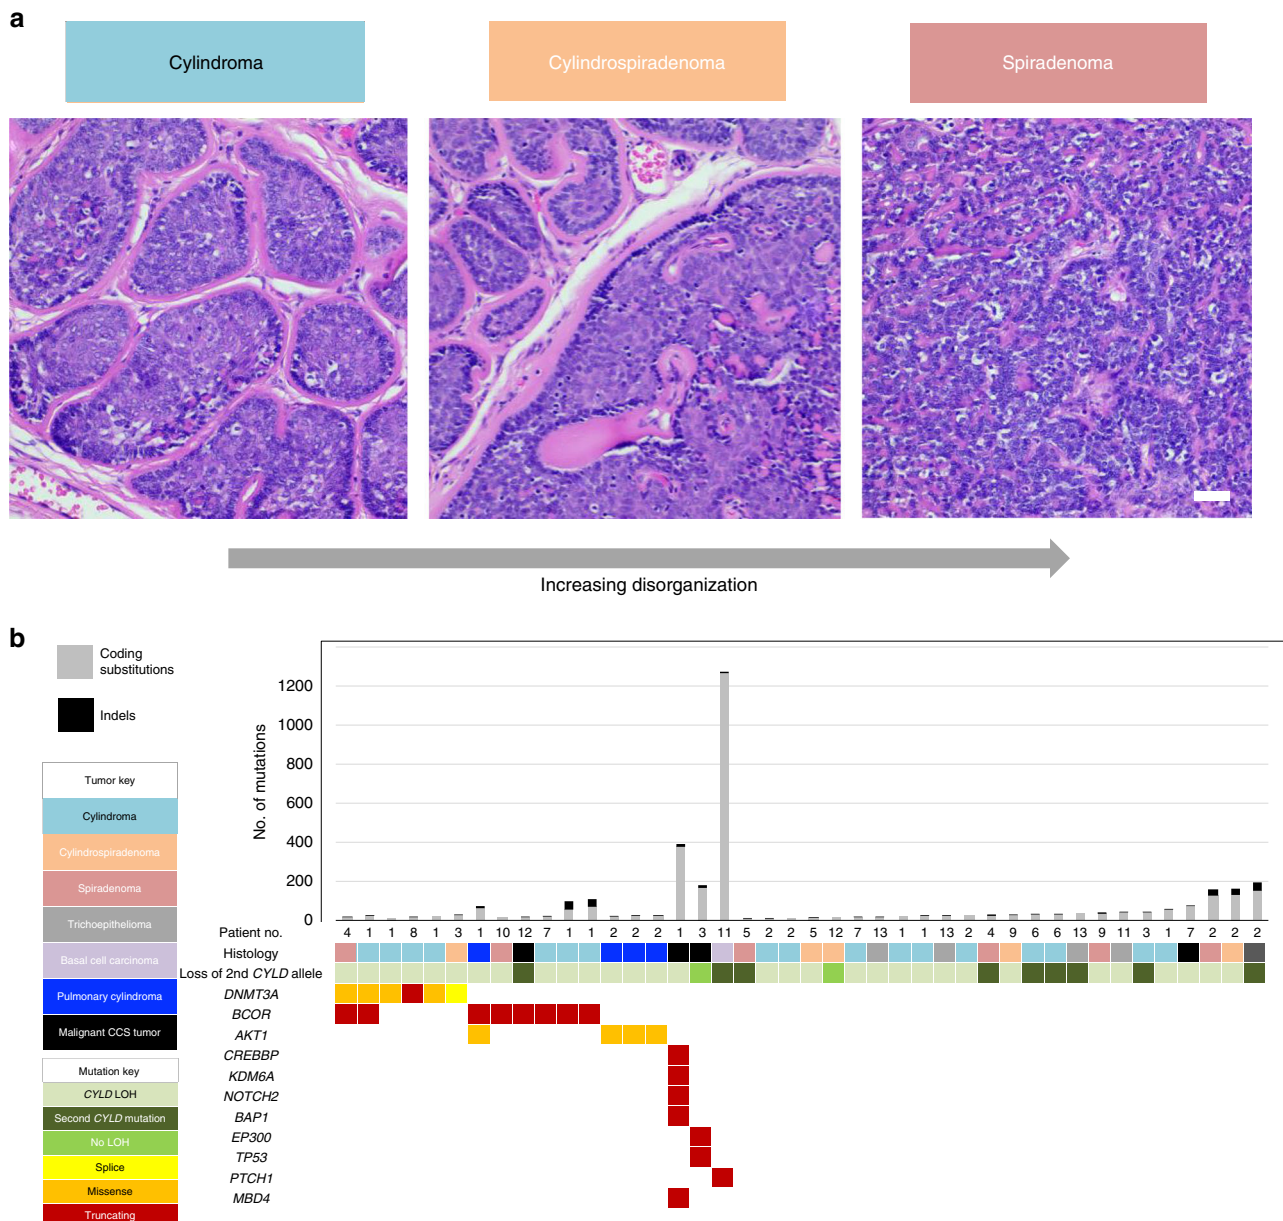 a
Cylindroma
Cylindrospiradenoma
Spiradenoma
Increasing disorganization
b
Coding
substitutions
Indels
Tumor key
Cylindroma
Cylindrospiradenoma
Spiradenoma
Trichoepithelioma
Basal cell carcinoma
Pulmonary cylindroma
Malignant CCS tumor
Mutation key
CYLD LOH
Second CYLD mutation
No LOH
Splice
Missense
Truncating
No. of mutations
1200
1000
800
600
400
200
0
Patient no. 4 1 1 8 1 3 1 10 12 7 1 1 2 2 2 1 3 11 5 2 2 5 12 7 13 1 1 13 2 4 9 6 6 13 9 11 3 1 7 2 2 2
Histology
Loss of 2nd CYLD allele
DNMT3A
BCOR
AKT1
CREBBP
KDM6A
NOTCH2
BAP1
EP300
TP53
PTCH1
MBD4